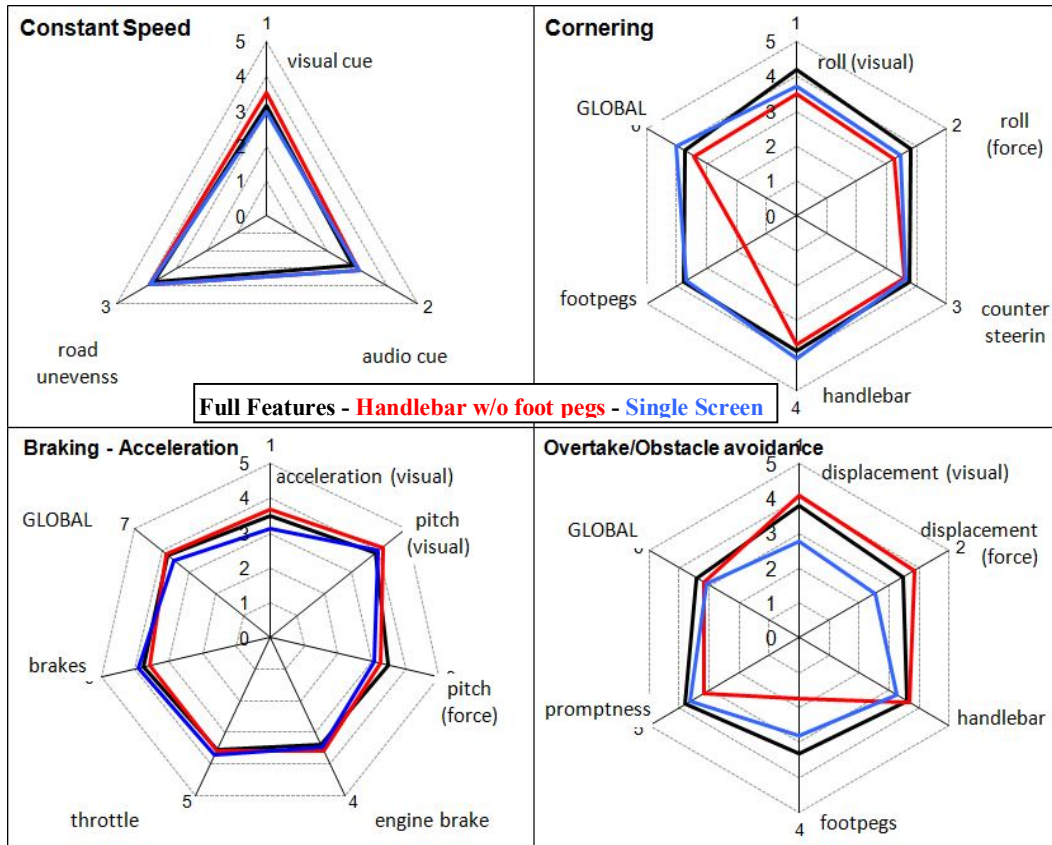 Constant Speed
1
5
visual cue
4
3
2
1
0
3
2
road
unevenss
audio cue
Cornering
1
5
roll (visual)
4
GLOBAL
2
roll
(force)
3
2
1
0
footpegs
3
counter
steerin
handlebar
4
Full Features - Handlebar w/o foot pegs - Single Screen
Braking - Acceleration
1
5
acceleration (visual)
4
GLOBAL
7
pitch
(visual)
3
2
1
0
brakes
pitch
(force)
throttle
5
4
engine brake
Overtake/Obstacle avoidance
1
5
displacement (visual)
4
GLOBAL
displacement
2
(force)
3
2
1
0
promptness
5
handlebar
4
footpegs